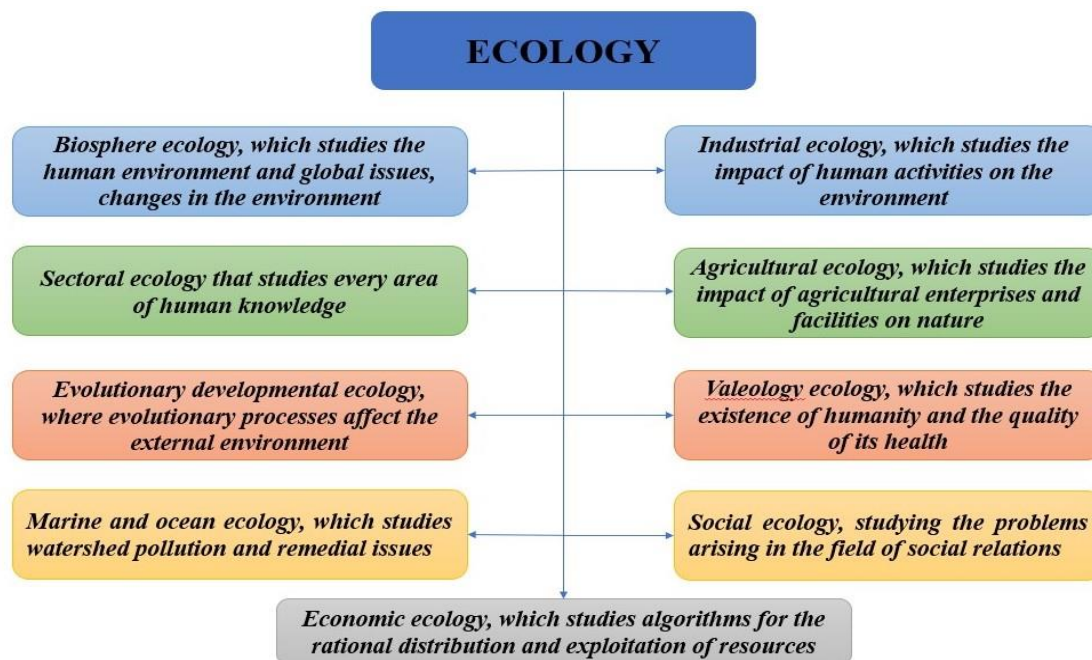 ECOLOGY
Biosphere ecology, which studies the
human environment and global issues,
changes in the environment
Industrial ecology, which studies the
impact of human activities on the
environment
Sectoral ecology that studies every area
of human knowledge
Agricultural ecology, which studies the
impact of agricultural enterprises and
facilities on nature
Evolutionary developmental ecology,
where evolutionary processes affect the
external environment
Valeology ecology, which studies the
existence of humanity and the quality
of its health
Marine and ocean ecology, which studies
watershed pollution and remedial issues
Social ecology, studying the problems
arising in the field of social relations
Economic ecology, which studies algorithms for the
rational distribution and exploitation of resources